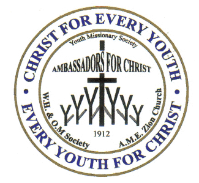 CHRIST FOR EVERY YOUTH
Youth Missionary Society
AMBASSADORS FOR CHRIST
1912
W.H. & O.M Society
A.M.E. Zion Church
EVERY YOUTH FOR CHRIST